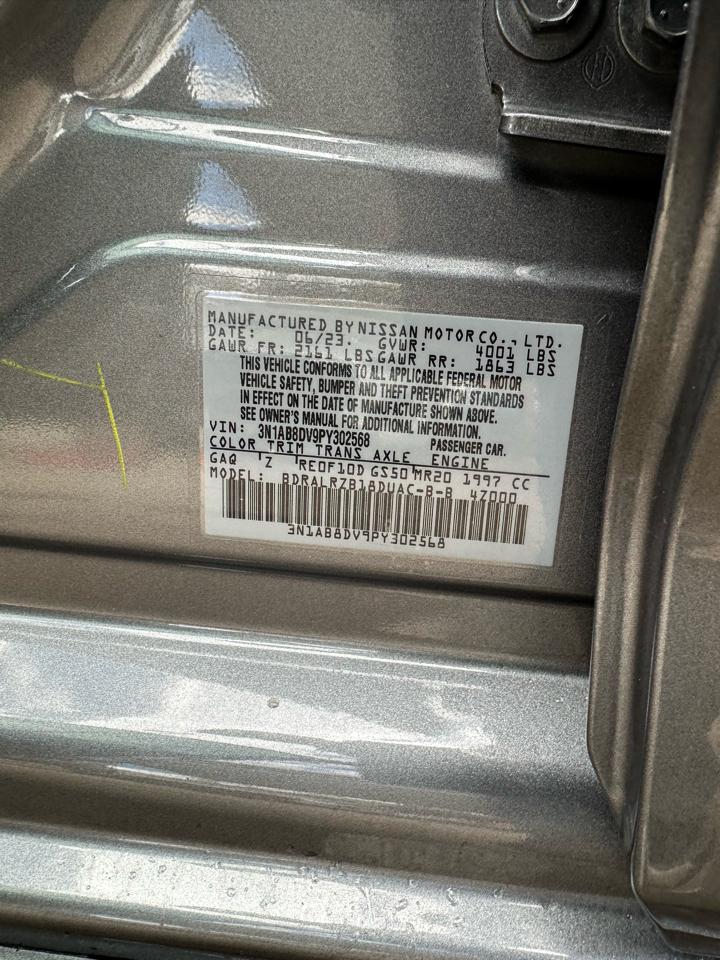 MANUFACTURED BY NISSAN MOTOR CO., LTD.
DATE: 06/23. GVWR: 4001 LBS
GAWR FR: 2161 LBS GAWR RR: 1863 LBS
THIS VEHICLE CONFORMS TO ALL APPLICABLE FEDERAL MOTOR
VEHICLE SAFETY, BUMPER AND THEFT PREVENTION STANDARDS
IN EFFECT ON THE DATE OF MANUFACTURE SHOWN ABOVE.
SEE OWNER'S MANUAL FOR ADDITIONAL INFORMATION.
VIN: 3N1AB8DV9PY302568 PASSENGER CAR.
COLOR TRIM TRANS AXLE ENGINE
GAQ Z RE0F10D GS50 MR20 1997 CC
MODEL: BDRALRZB18DUAC-B-B 4Z000
3N1AB8DV9PY302568